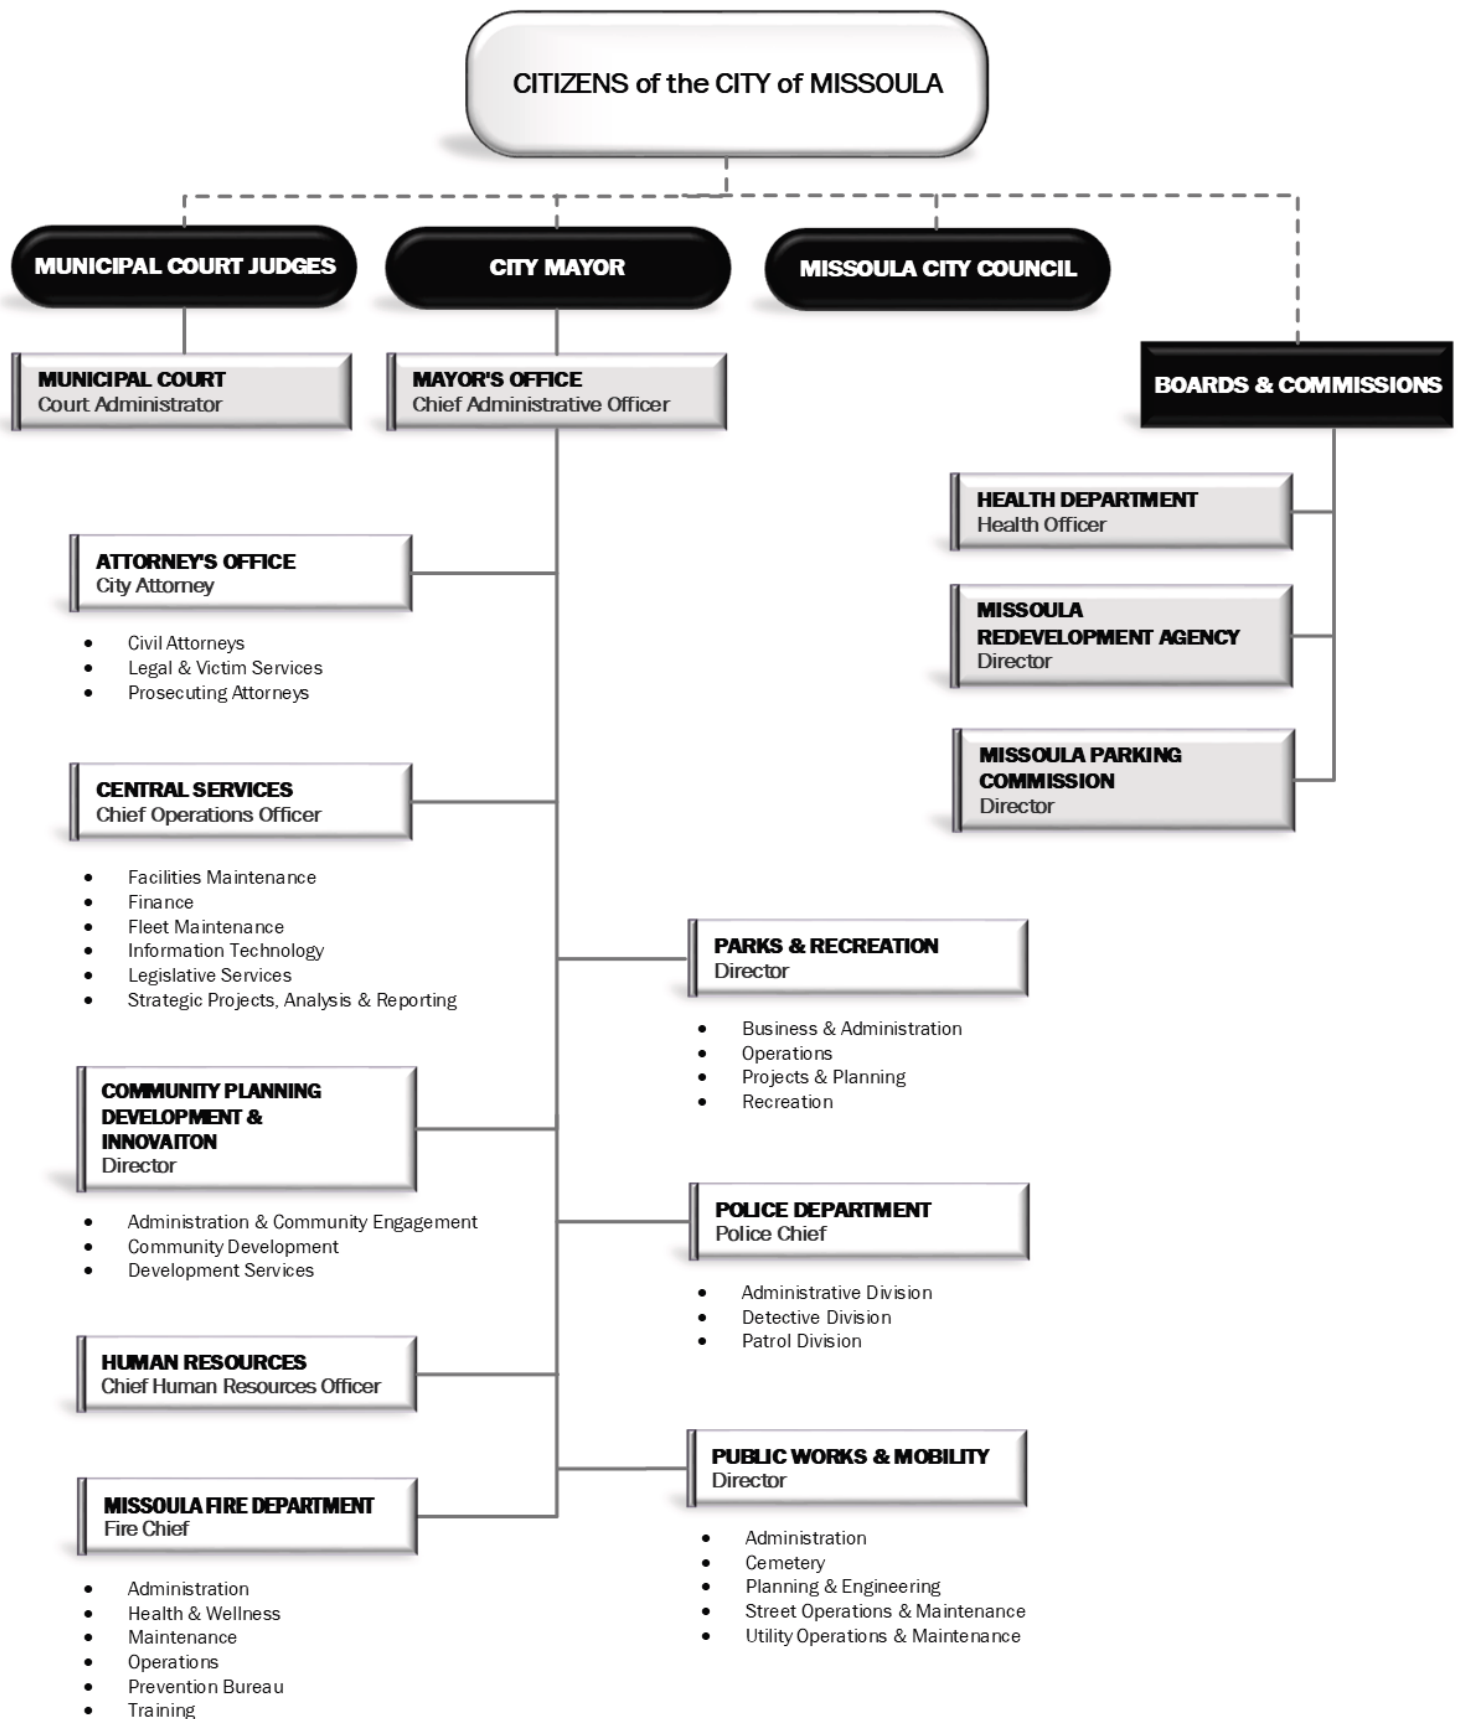 CITIZENS of the CITY of MISSOULA
MUNICIPAL COURT JUDGES
CITY MAYOR
MISSOULA CITY COUNCIL
MUNICIPAL COURT
Court Administrator
MAYOR'S OFFICE
Chief Administrative Officer
BOARDS & COMMISSIONS
HEALTH DEPARTMENT
Health Officer
MISSOULA
REDEVELOPMENT AGENCY
Director
MISSOULA PARKING
COMMISSION
Director
ATTORNEY'S OFFICE
City Attorney
• Civil Attorneys
• Legal & Victim Services
• Prosecuting Attorneys
CENTRAL SERVICES
Chief Operations Officer
• Facilities Maintenance
• Finance
• Fleet Maintenance
• Information Technology
• Legislative Services
• Strategic Projects, Analysis & Reporting
COMMUNITY PLANNING
DEVELOPMENT &
INNOVAITON
Director
• Administration & Community Engagement
• Community Development
• Development Services
HUMAN RESOURCES
Chief Human Resources Officer
MISSOULA FIRE DEPARTMENT
Fire Chief
• Administration
• Health & Wellness
• Maintenance
• Operations
• Prevention Bureau
• Training
PARKS & RECREATION
Director
• Business & Administration
• Operations
• Projects & Planning
• Recreation
POLICE DEPARTMENT
Police Chief
• Administrative Division
• Detective Division
• Patrol Division
PUBLIC WORKS & MOBILITY
Director
• Administration
• Cemetery
• Planning & Engineering
• Street Operations & Maintenance
• Utility Operations & Maintenance